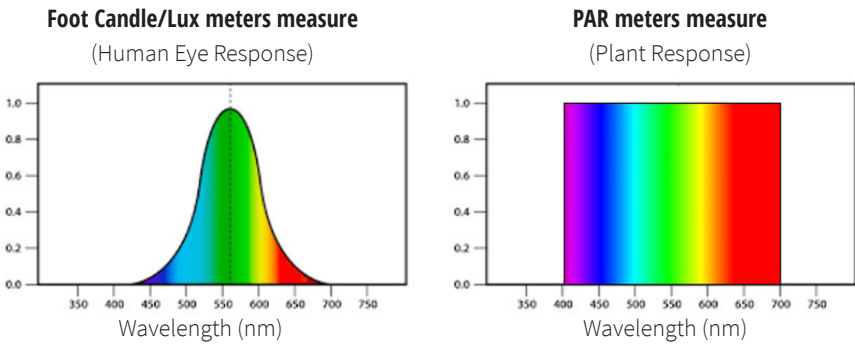 Foot Candle/Lux meters measure
(Human Eye Response)
1.0
0.8
0.6
0.4
0.2
0.0
350 400 450 500 550 600 650 700 750
Wavelength (nm)
PAR meters measure
(Plant Response)
1.0
0.8
0.6
0.4
0.2
0.0
350 400 450 500 550 600 650 700 750
Wavelength (nm)